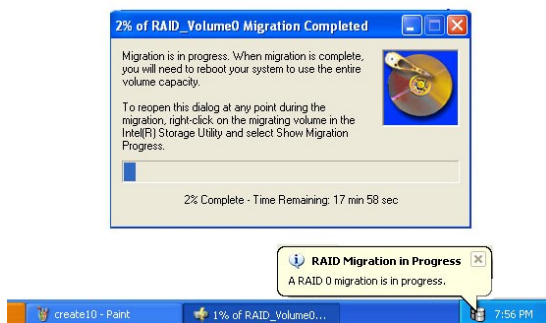 2% of RAID_Volume0 Migration Completed
Migration is in progress. When migration is complete,
you will need to reboot your system to use the entire
volume capacity.
To reopen this dialog at any point during the
migration, right-click on the migrating volume in the
Intel(R) Storage Utility and select Show Migration
Progress.
2% Complete - Time Remaining: 17 min 58 sec
RAID Migration in Progress
A RAID 0 migration is in progress.
create10 - Paint
1% of RAID_Volume0...
7:56 PM